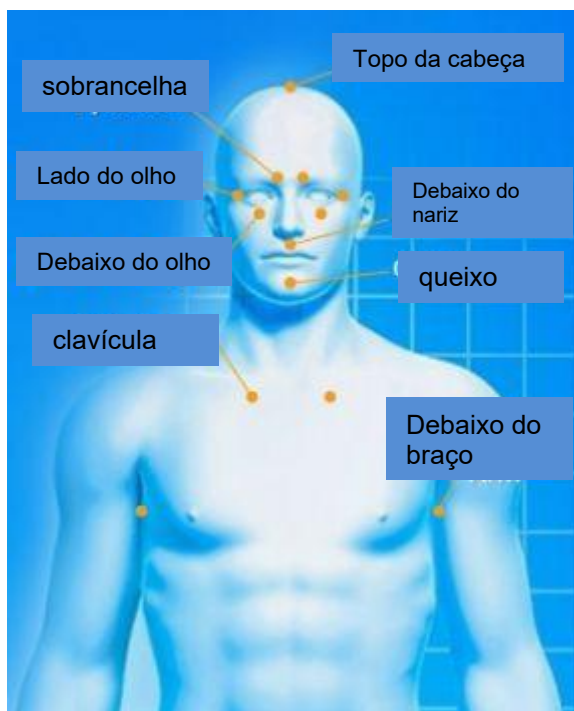 Topo da cabeça
sobrancelha
Lado do olho
Debaixo do
nariz
Debaixo do olho
queixo
clavícula
Debaixo do
braço